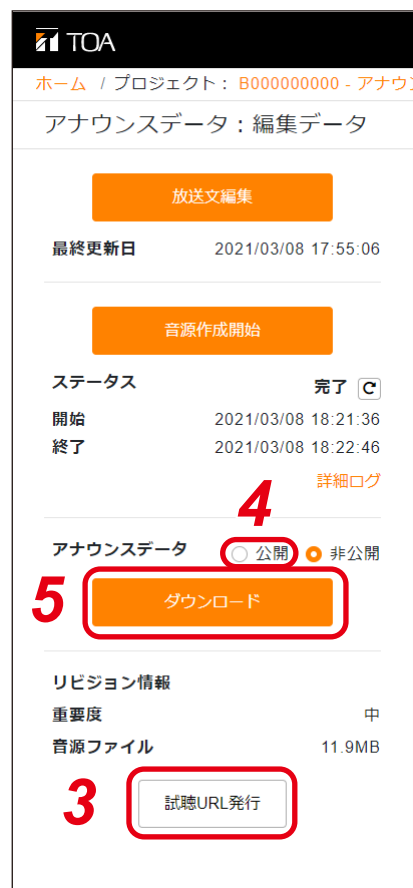 TOA
ホーム / プロジェクト： B000000000 - アナウ
アナウンスデータ：編集データ
放送文編集
最終更新日 2021/03/08 17:55:06
音源作成開始
ステータス 完了
開始 2021/03/08 18:21:36
終了 2021/03/08 18:22:46
詳細ログ
4
アナウンスデータ 公開 非公開
5
ダウンロード
リビジョン情報
重要度 中
音源ファイル 11.9MB
3
試聴URL発行